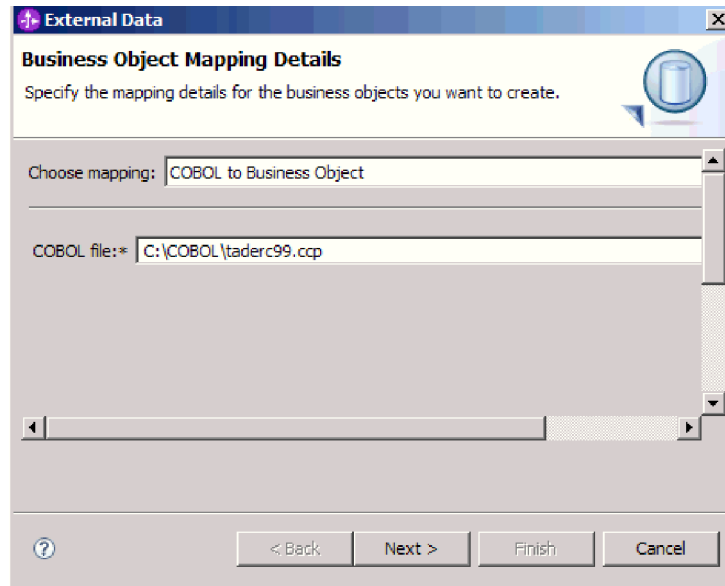 External Data
Business Object Mapping Details
Specify the mapping details for the business objects you want to create.
Choose mapping: COBOL to Business Object
COBOL file:* C:\COBOL\taderc99.ccp
< Back Next > Finish Cancel